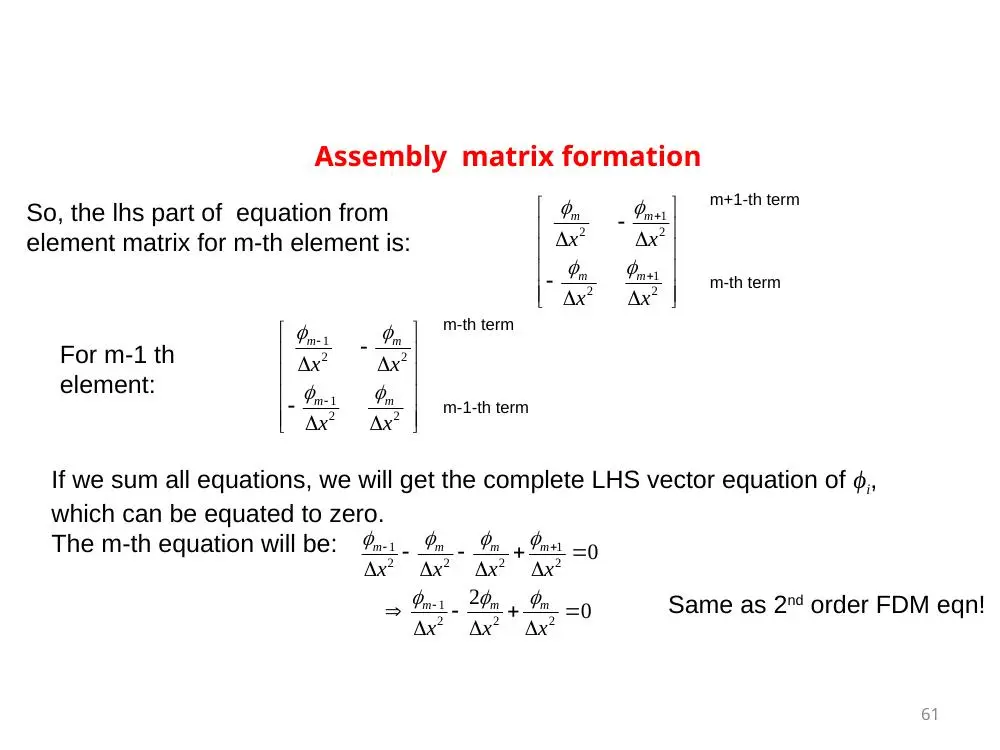 Assembly matrix formation
So, the lhs part of equation from
element matrix for m-th element is:
m+1-th term
φₘ/Δx² - φₘ₊₁/Δx²
- φₘ/Δx² φₘ₊₁/Δx²
m-th term
For m-1 th
element:
m-th term
φₘ₋₁/Δx² - φₘ/Δx²
- φₘ₋₁/Δx² φₘ/Δx²
m-1-th term
If we sum all equations, we will get the complete LHS vector equation of ϕᵢ,
which can be equated to zero.
The m-th equation will be: φₘ₋₁/Δx² - φₘ/Δx² - φₘ/Δx² + φₘ₊₁/Δx² =0
⇒ φₘ₋₁/Δx² - 2φₘ/Δx² + φₘ/Δx² =0
Same as 2ⁿᵈ order FDM eqn!
61